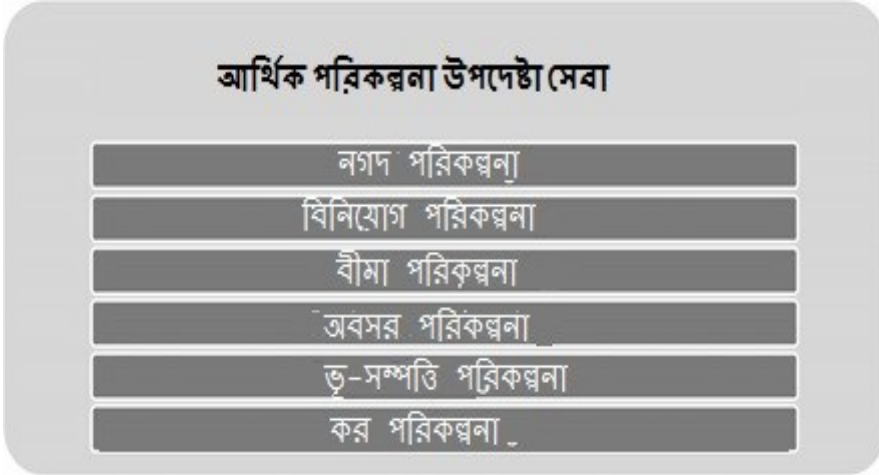 আর্থিক পরিকল্পনা উপদেষ্টা সেবা
নগদ পরিকল্পনা
বিনিয়োগ পরিকল্পনা
বীমা পরিকল্পনা
অবসর পরিকল্পনা
ভূ-সম্পত্তি পরিকল্পনা
কর পরিকল্পনা